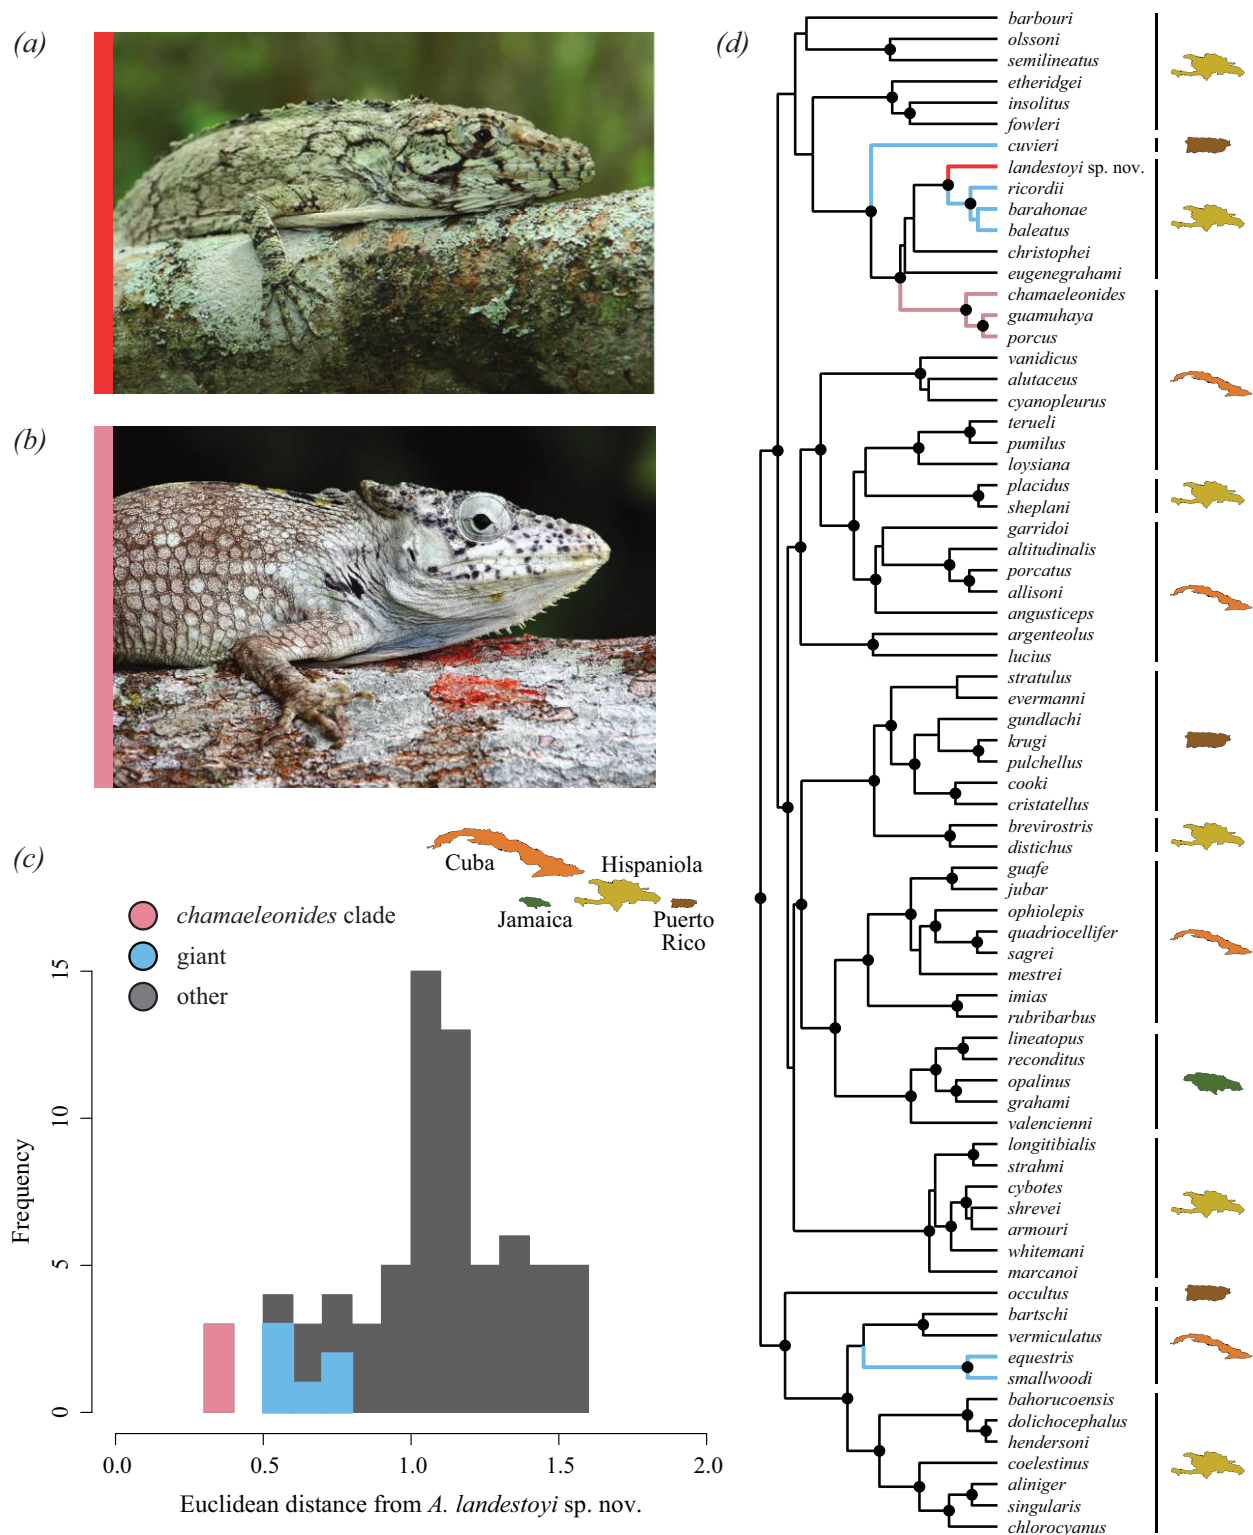 (a)
(b)
(c)
Cuba
Hispaniola
Jamaica
Puerto
Rico
chamaeleonides clade
giant
other
15
10
5
0
Frequency
0.0
0.5
1.0
1.5
2.0
Euclidean distance from A. landestoyi sp. nov.
(d)
barbouri
olssoni
semilineatus
etheridgei
insolitus
fowleri
cuvieri
landestoyi sp. nov.
ricordii
barahonae
baleatus
christophei
eugenegrahami
chamaeleonides
guamuhaya
porcus
vanidicus
alutaceus
cyanopleurus
terueli
pumilus
loysiana
placidus
sheplani
garridoi
altitudinalis
porcatus
allisoni
angusticeps
argenteolus
lucius
stratulus
evermanni
gundlachi
krugi
pulchellus
cooki
cristatellus
brevirostris
distichus
guafe
jubar
ophiolepis
quadriocellifer
sagrei
mestrei
imias
rubribarbus
lineatopus
reconditus
opalinus
grahami
valencienni
longitibialis
strahmi
cybotes
shrevei
armouri
whitemani
marcanoi
occultus
bartschi
vermiculatus
equestris
smallwoodi
bahorucoensis
dolichocephalus
hendersoni
coelestinus
aliniger
singularis
chlorocyanus